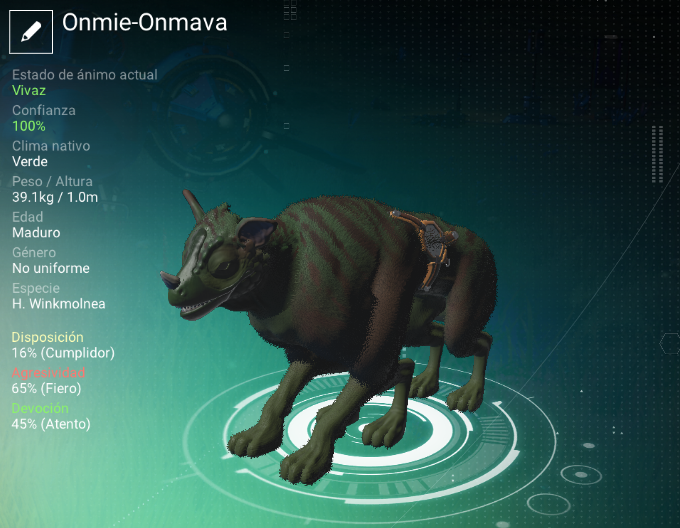 Onmie-Onmava
Estado de ánimo actual
Vivaz
Confianza
100%
Clima nativo
Verde
Peso / Altura
39.1kg / 1.0m
Edad
Maduro
Género
No uniforme
Especie
H. Winkmolnea
Disposición
16% (Cumplidor)
Agresividad
65% (Fiero)
Devoción
45% (Atento)